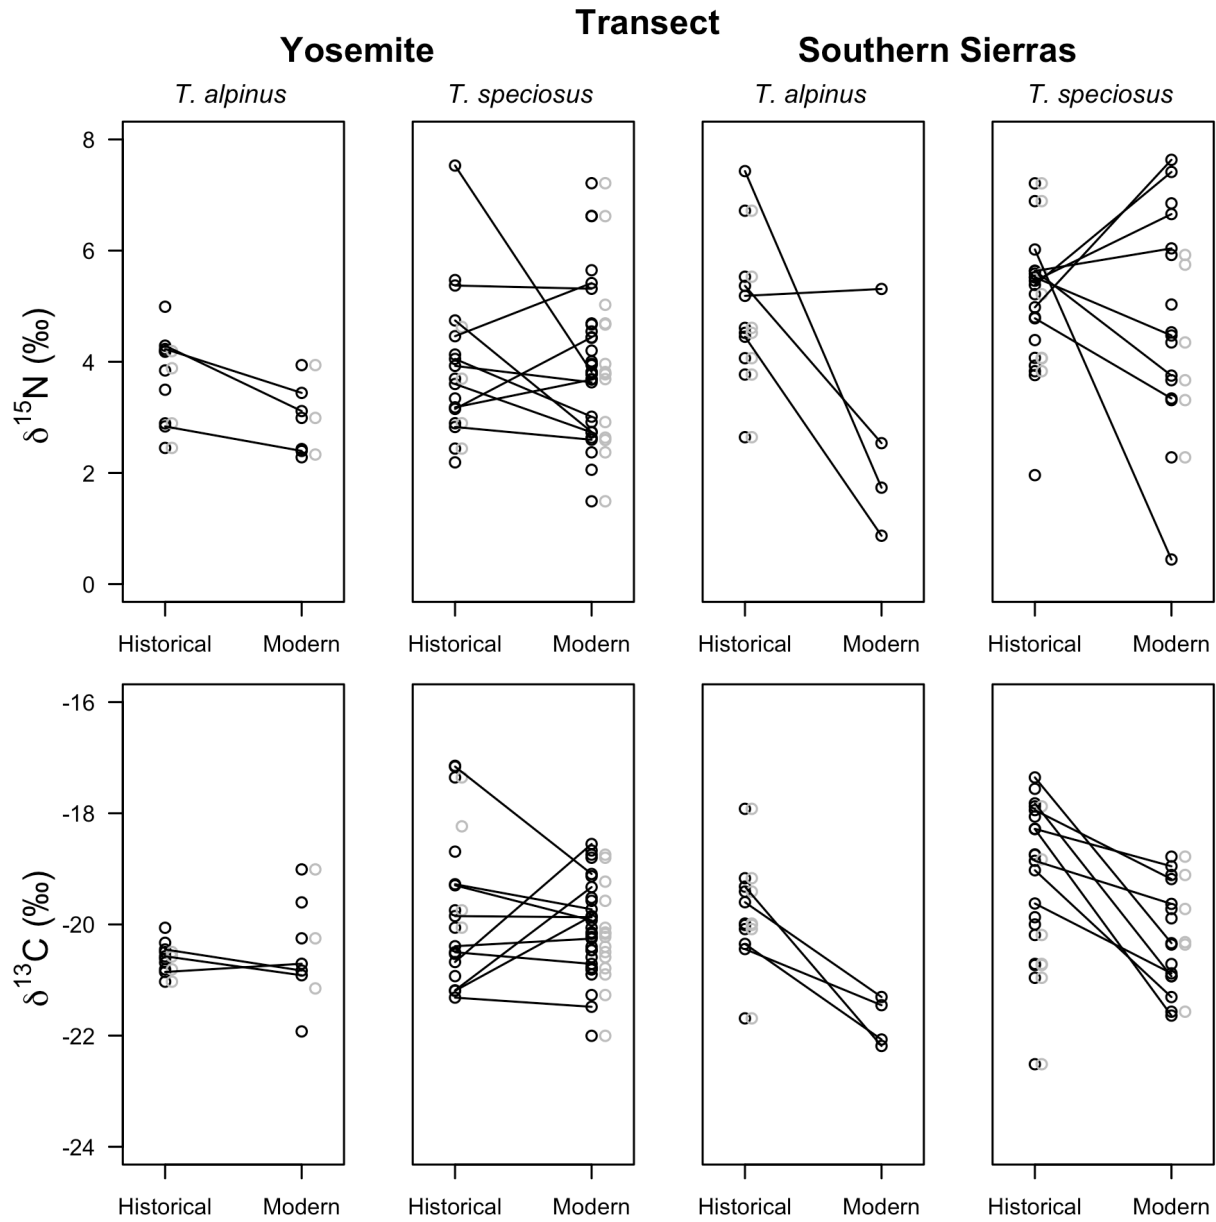 Transect
Yosemite Southern Sierras
T. alpinus T. speciosus T. alpinus T. speciosus
8
6
4
2
0
δ15N (‰)
Historical Modern Historical Modern Historical Modern Historical Modern
-16
-18
-20
-22
-24
δ13C (‰)
Historical Modern Historical Modern Historical Modern Historical Modern